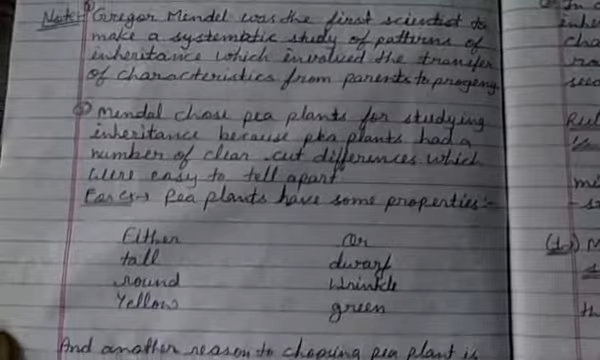 Note:- ① Gregor Mendel was the first scientist to
make a systematic study of patterns of
inheritance which involved the transfer
of characteristics from parents to progeny
② Mendal chose pea plants for studying
inheritance because pea plants had a
number of clear cut differences which
were easy to tell apart
For ex→ Pea plants have some properties:-
Either or
tall dwarf
round wrinkle
Yellow green
And another reason to choosing pea plant is